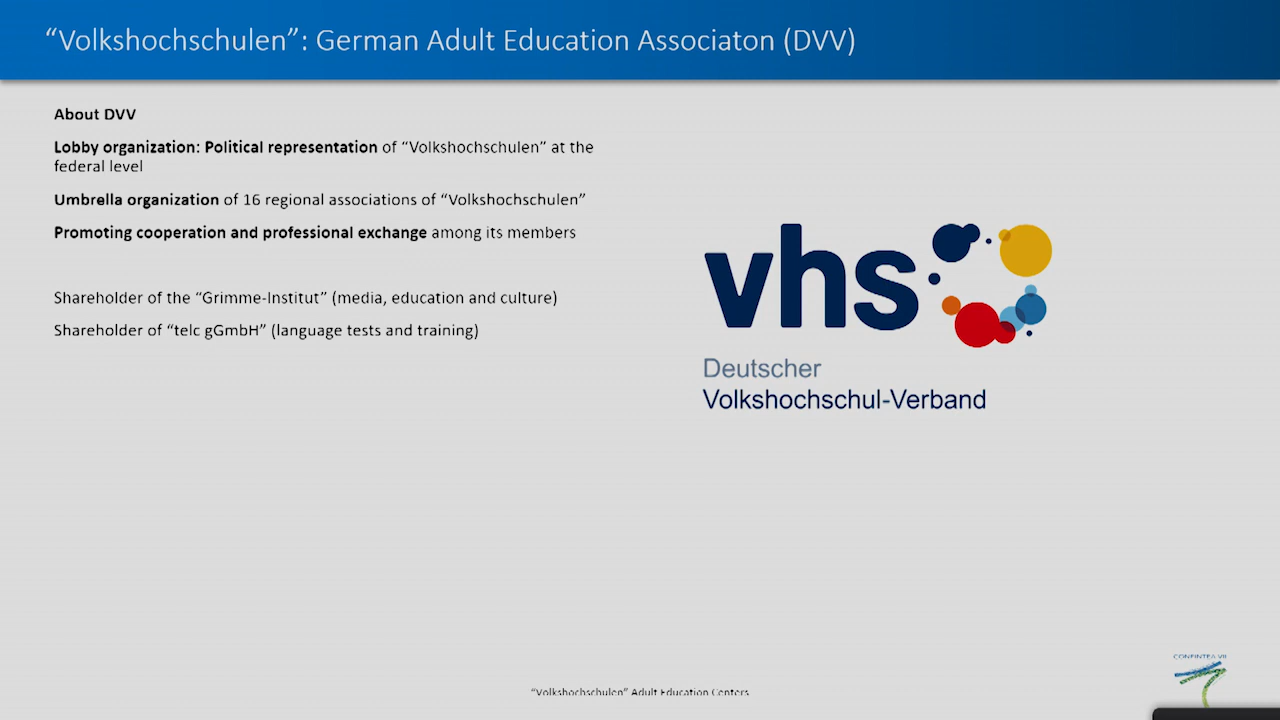 “Volkshochschulen”: German Adult Education Associaton (DVV)
About DVV
Lobby organization: Political representation of “Volkshochschulen” at the
federal level
Umbrella organization of 16 regional associations of “Volkshochschulen”
Promoting cooperation and professional exchange among its members
Shareholder of the “Grimme-Institut” (media, education and culture)
Shareholder of “telc gGmbH” (language tests and training)
vhs
Deutscher
Volkshochschul-Verband
CONFINTEA VII
“Volkshochschulen” Adult Education Centers